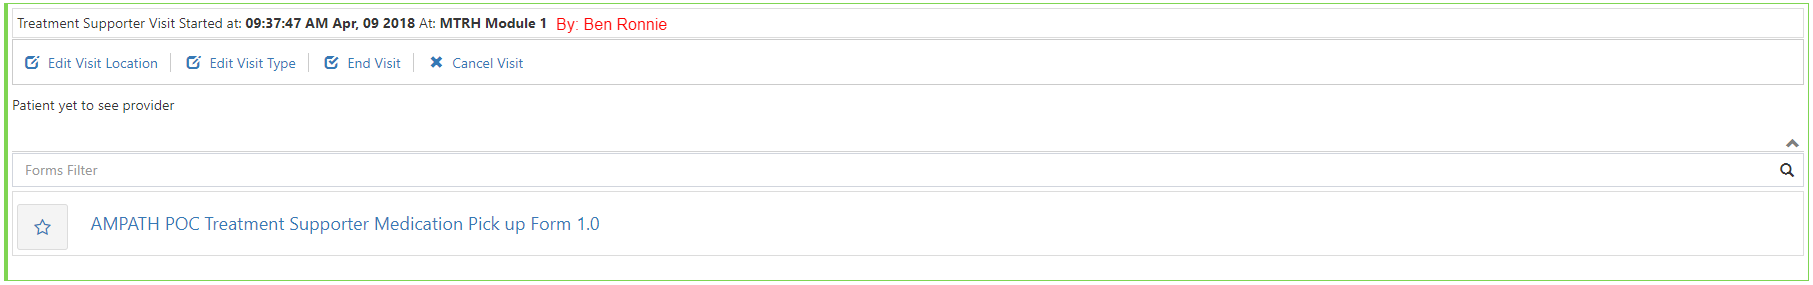 Treatment Supporter Visit Started at: 09:37:47 AM Apr, 09 2018 At: MTRH Module 1 By: Ben Ronnie
Edit Visit Location Edit Visit Type End Visit Cancel Visit
Patient yet to see provider
Forms Filter
AMPATH POC Treatment Supporter Medication Pick up Form 1.0